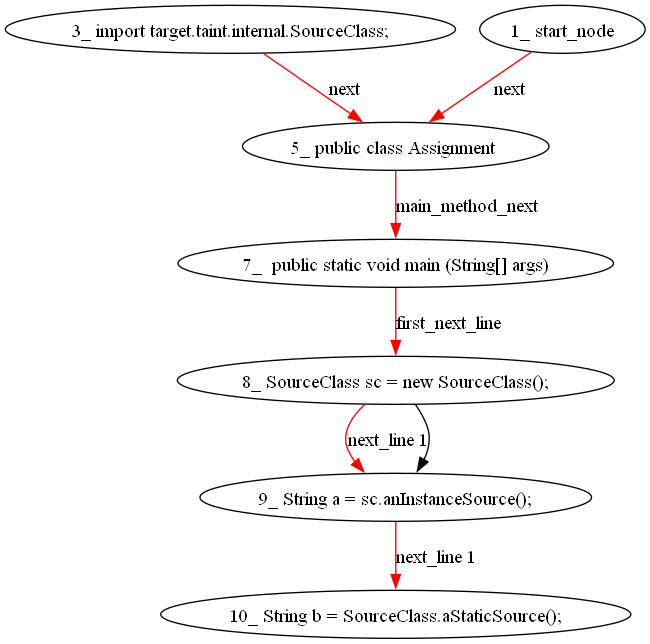 3_ import target.taint.internal.SourceClass;
1_ start_node
next
next
5_ public class Assignment
main_method_next
7_  public static void main (String[] args)
first_next_line
8_ SourceClass sc = new SourceClass();
next_line 1
9_ String a = sc.anInstanceSource();
next_line 1
10_ String b = SourceClass.aStaticSource();